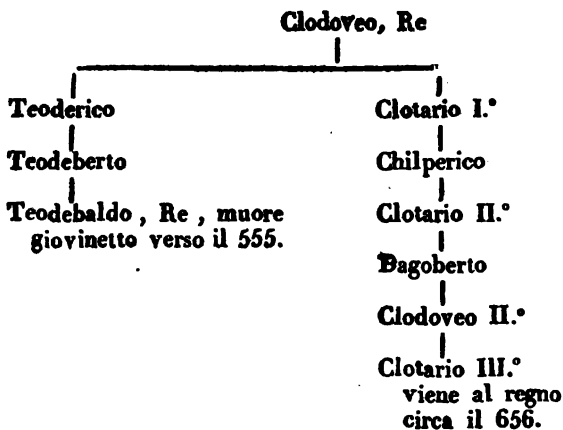 Clodoveo, Re
Teoderico
Teodeberto
Teodebaldo, Re, muore
giovinetto verso il 555.
Clotario I.°
Chilperico
Clotario II.°
Dagoberto
Clodoveo II.°
Clotario III.°
viene al regno
circa il 656.